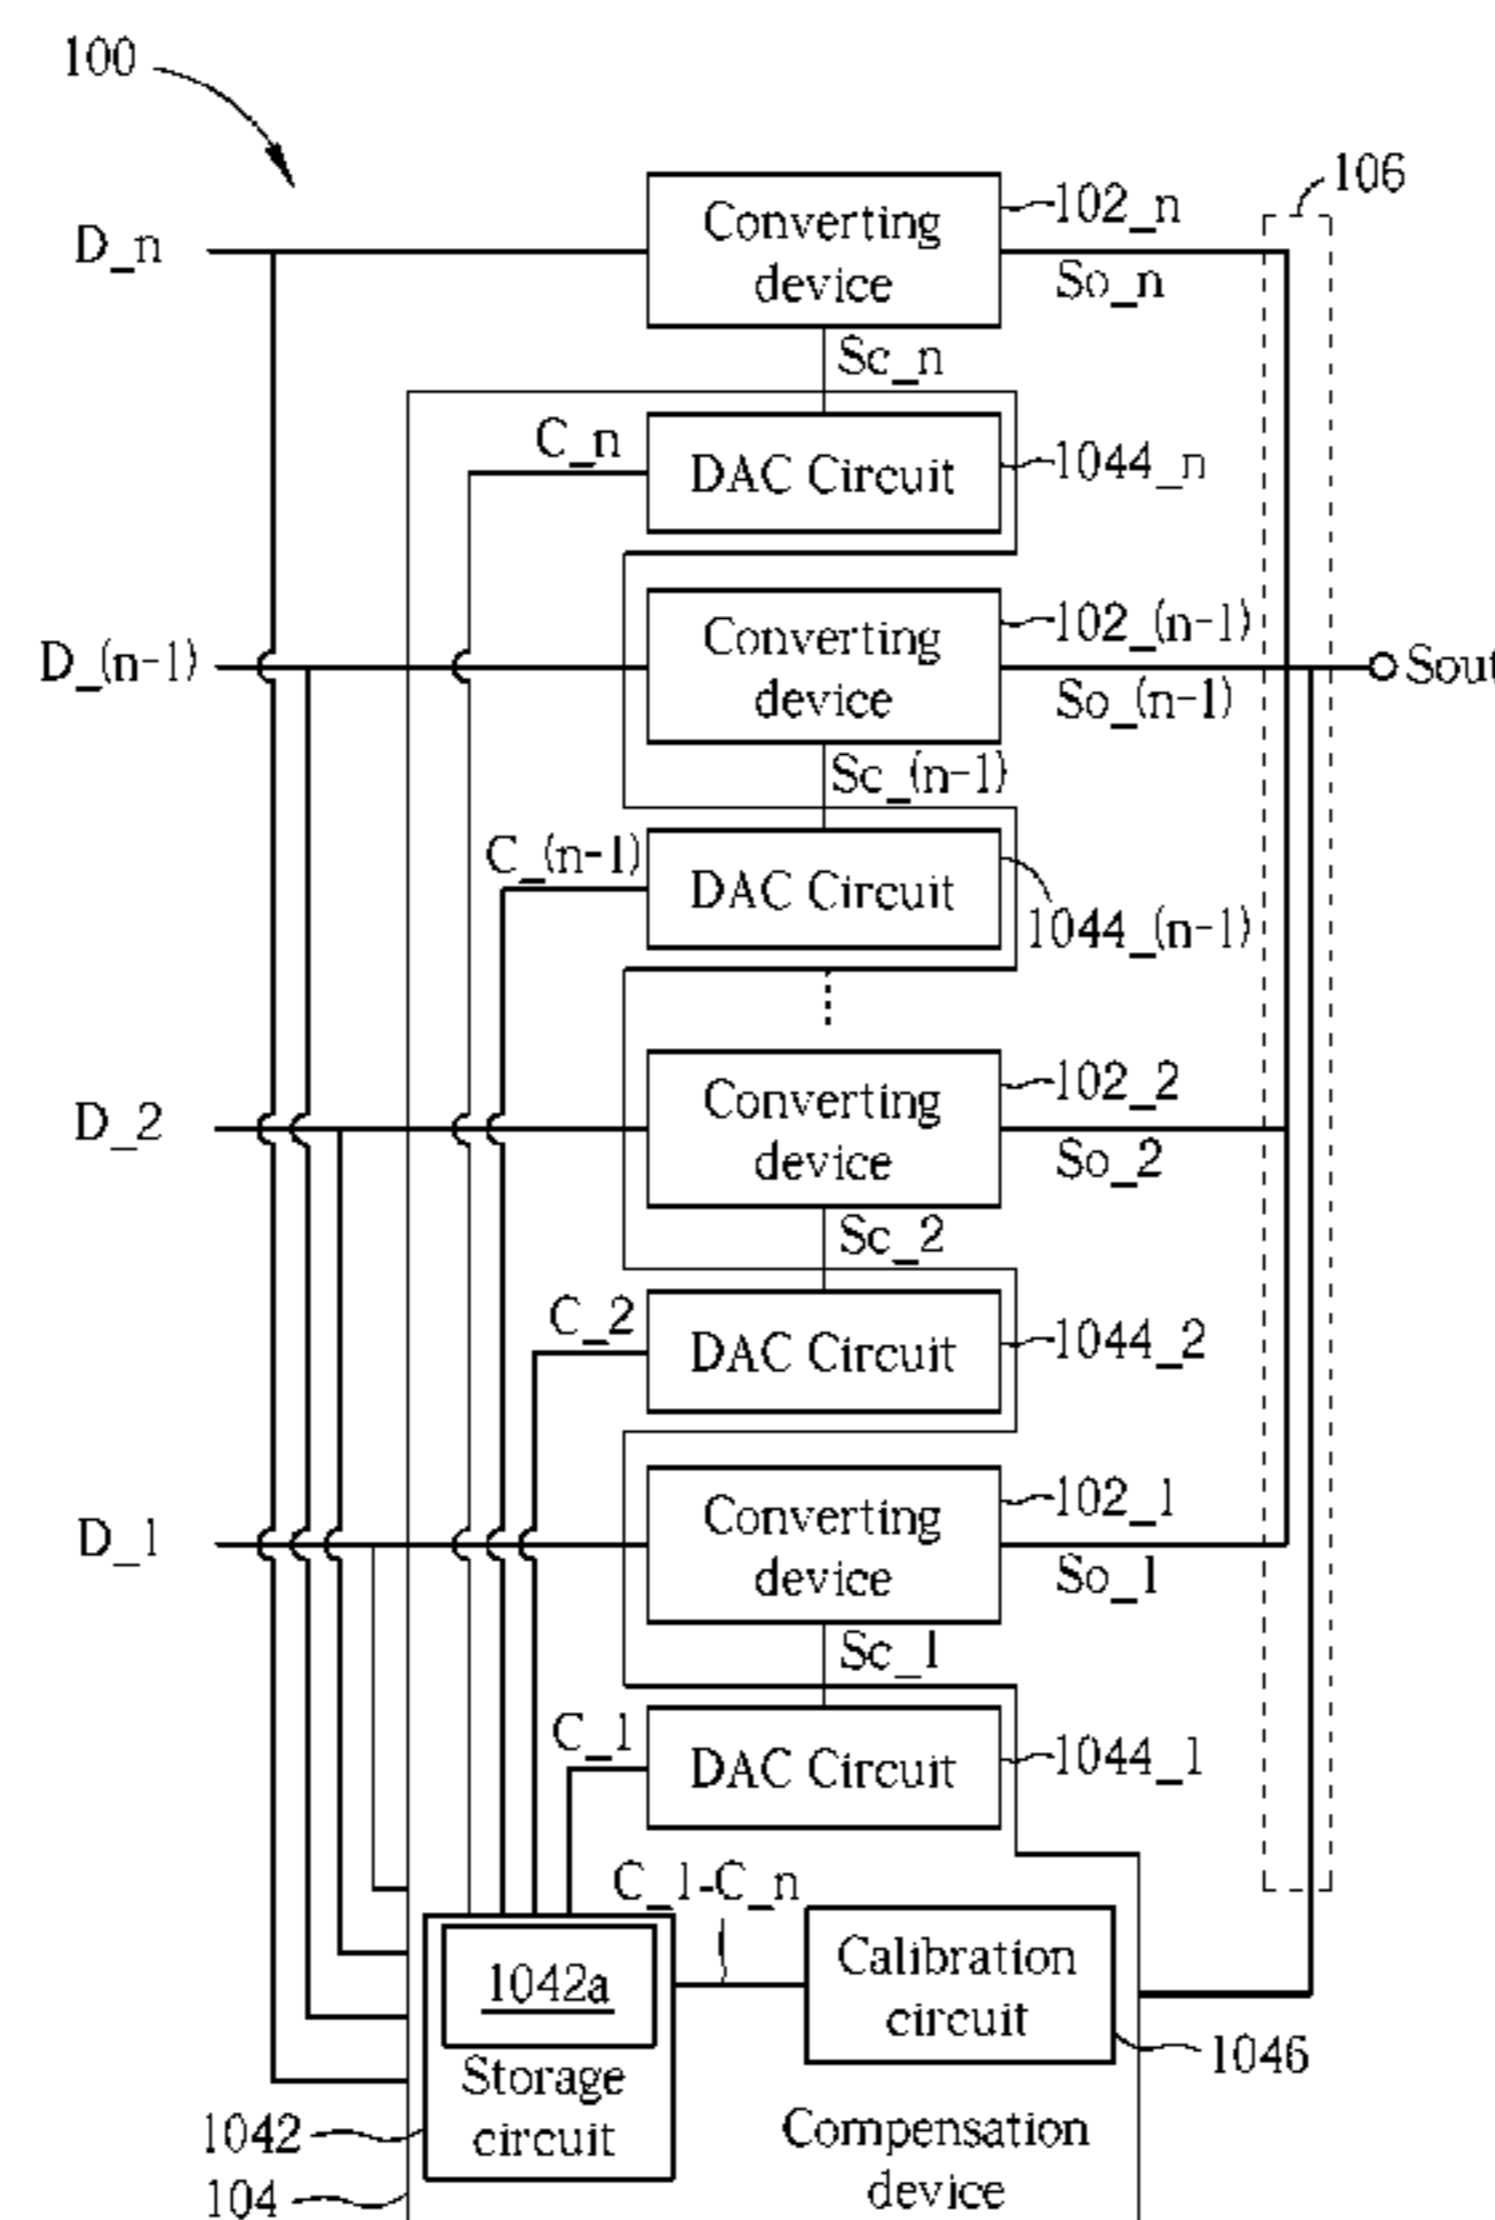 100
106
D_n
Converting
device
102_n
So_n
Sc_n
C_n
DAC Circuit
1044_n
D_(n-1)
Converting
device
102_(n-1)
So_(n-1)
Sout
Sc_(n-1)
C_(n-1)
DAC Circuit
1044_(n-1)
D_2
Converting
device
102_2
So_2
Sc_2
C_2
DAC Circuit
1044_2
D_1
Converting
device
102_1
So_1
Sc_1
C_1
DAC Circuit
1044_1
C_1-C_n
1042a
Storage
circuit
Calibration
circuit
1046
1042
104
Compensation
device